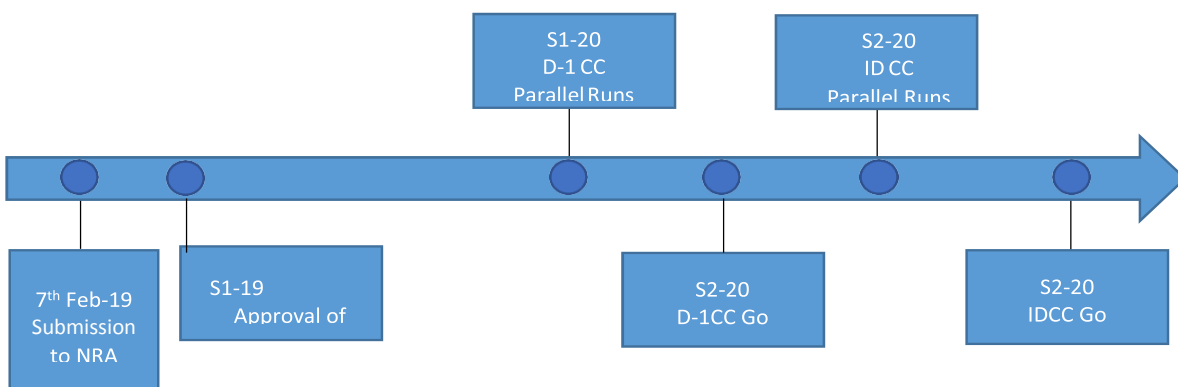 S1-20
D-1 CC
Parallel Runs
S2-20
ID CC
Parallel Runs
7th Feb-19
Submission
to NRA
S1-19
Approval of
S2-20
D-1CC Go
S2-20
IDCC Go